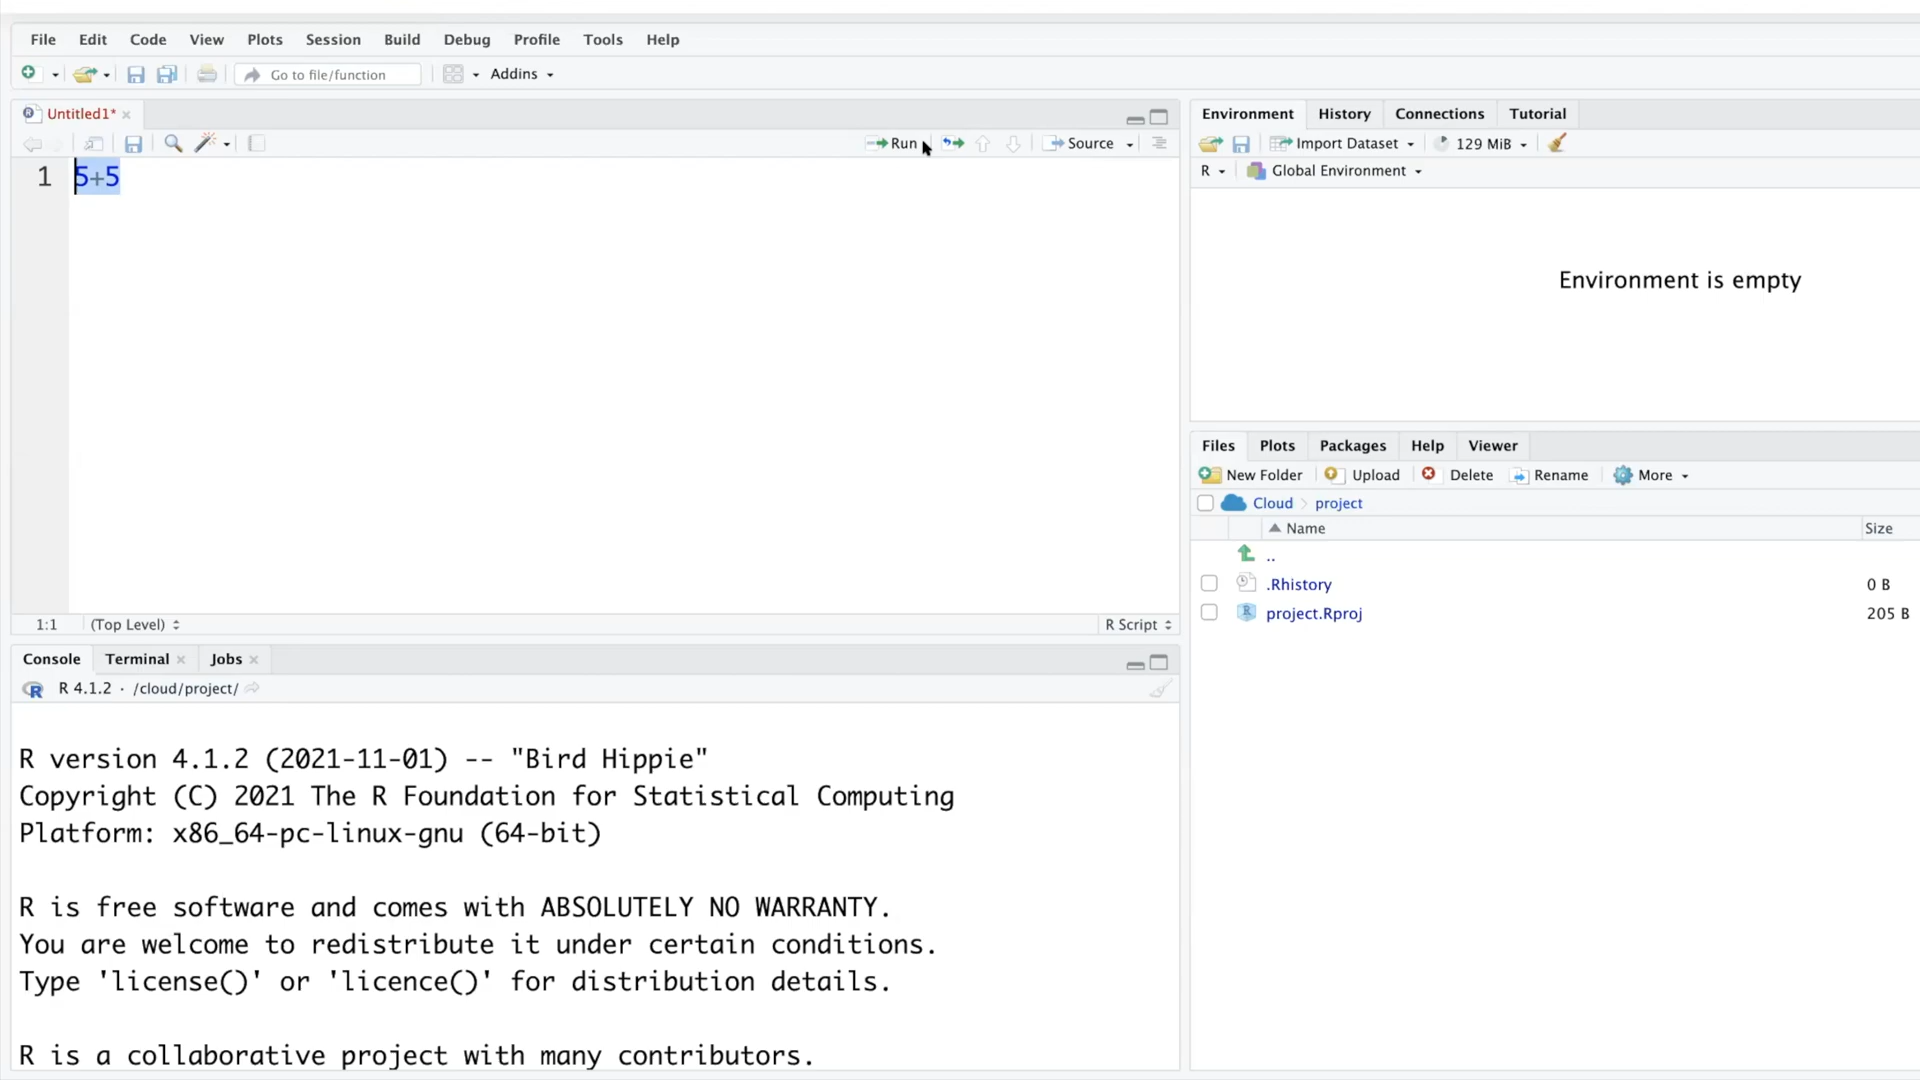 File Edit Code View Plots Session Build Debug Profile Tools Help
Go to file/function Addins
Untitled1*
Run Source
1 5+5
1:1 (Top Level) R Script
Console Terminal Jobs
R 4.1.2 · /cloud/project/
R version 4.1.2 (2021-11-01) -- "Bird Hippie"
Copyright (C) 2021 The R Foundation for Statistical Computing
Platform: x86_64-pc-linux-gnu (64-bit)
R is free software and comes with ABSOLUTELY NO WARRANTY.
You are welcome to redistribute it under certain conditions.
Type 'license()' or 'licence()' for distribution details.
R is a collaborative project with many contributors.
Environment History Connections Tutorial
Import Dataset 129 MiB
R Global Environment
Environment is empty
Files Plots Packages Help Viewer
New Folder Upload Delete Rename More
Cloud project
Name Size
..
.Rhistory 0 B
project.Rproj 205 B